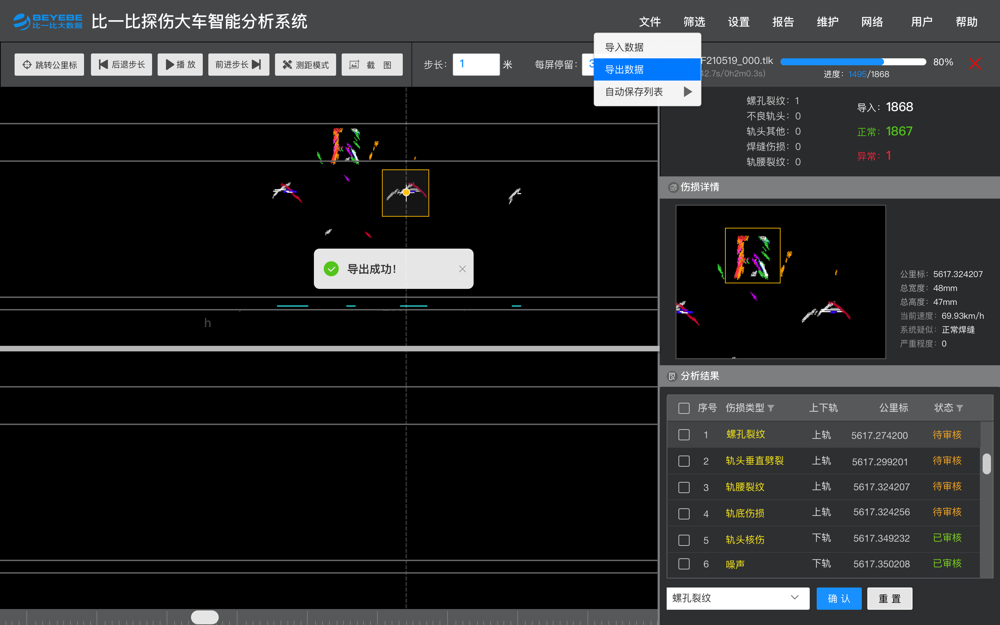 BEYEBE
比一比大数据
比一比探伤大车智能分析系统
文件 筛选 设置 报告 维护 网络 用户 帮助
导入数据
导出数据
自动保存列表
跳转公里标 后退步长 播 放 前进步长 测距模式 截 图
步长： 1 米 每屏停留： 3
F210519_000.tlk 80%
42.7s/0h2m0.3s)
进度：1495/1868
螺孔裂纹：1
不良轨头：0
轨头其他：0
焊缝伤损：0
轨腰裂纹：0
导入：1868
正常：1867
异常：1
伤损详情
公里标：5617.324207
总宽度：48mm
总高度：47mm
当前速度：69.93km/h
系统疑似：正常焊缝
严重程度：0
导出成功！
h
分析结果
序号 伤损类型 上下轨 公里标 状态
1 螺孔裂纹 上轨 5617.274200 待审核
2 轨头垂直劈裂 上轨 5617.299201 待审核
3 轨腰裂纹 上轨 5617.324207 待审核
4 轨底伤损 上轨 5617.324256 待审核
5 轨头核伤 下轨 5617.349232 已审核
6 噪声 下轨 5617.350208 已审核
螺孔裂纹 确 认 重 置